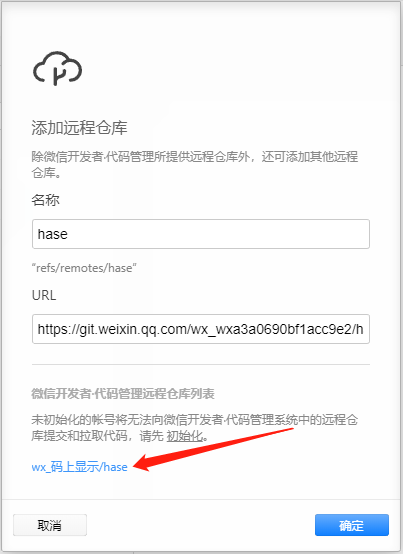 添加远程仓库
除微信开发者·代码管理所提供远程仓库外，还可添加其他远程
仓库。
名称
hase
"refs/remotes/hase"
URL
https://git.weixin.qq.com/wx_wxa3a0690bf1acc9e2/h
微信开发者·代码管理远程仓库列表
未初始化的帐号将无法向微信开发者·代码管理系统中的远程仓
库提交和拉取代码，请先 初始化。
wx_码上显示/hase
取消
确定